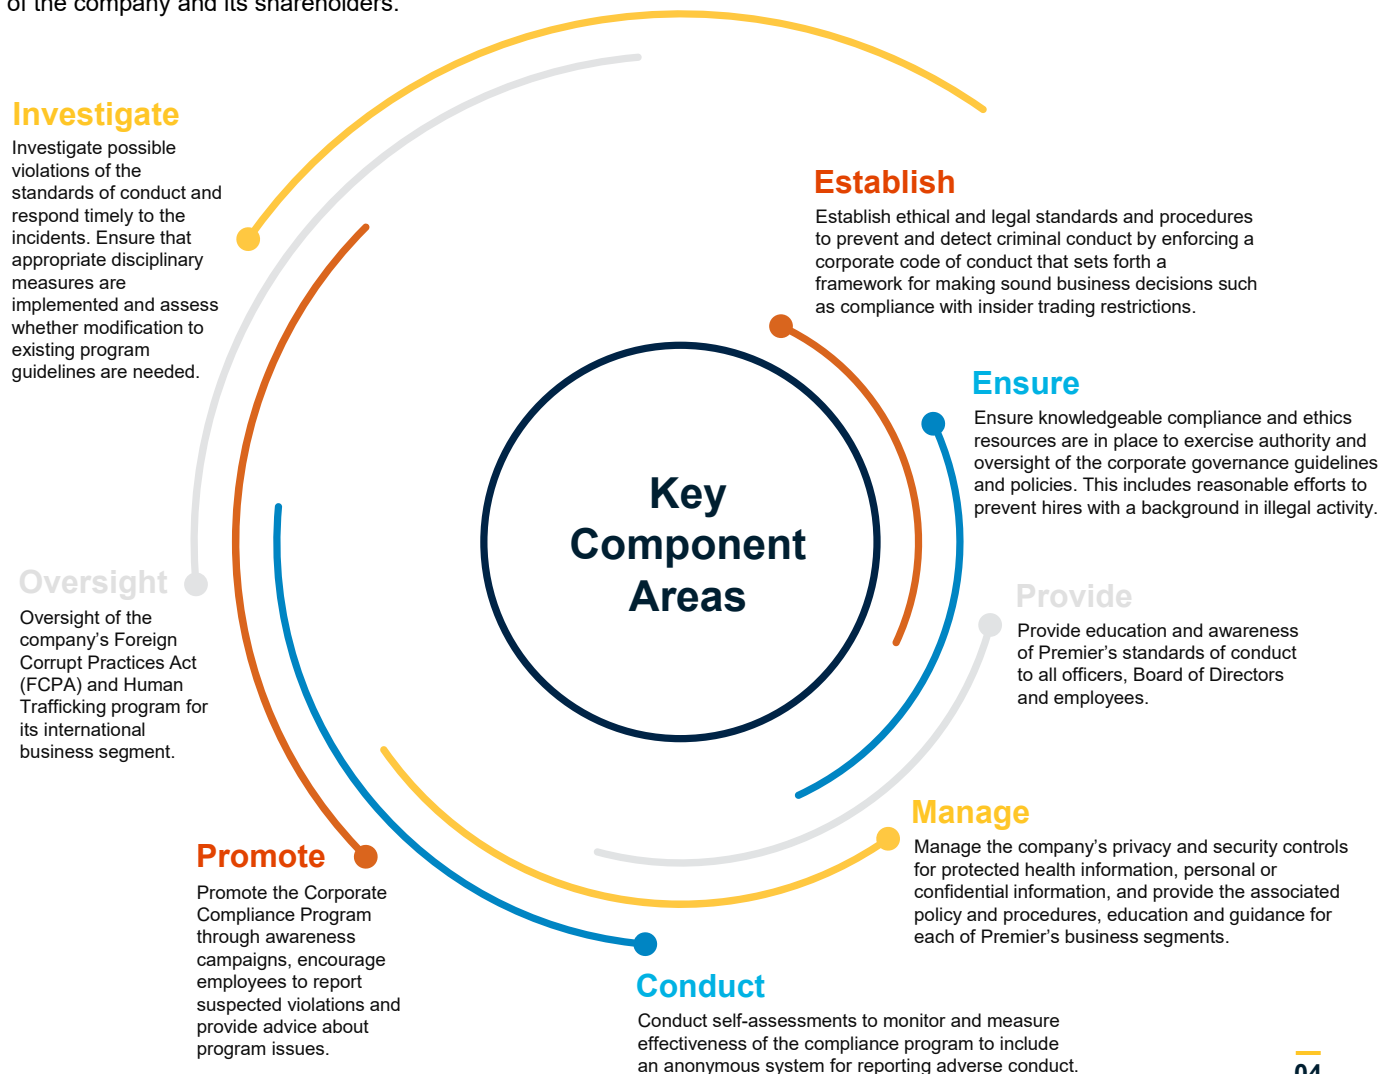 of the company and its shareholders.
Investigate
Investigate possible
violations of the
standards of conduct and
respond timely to the
incidents. Ensure that
appropriate disciplinary
measures are
implemented and assess
whether modification to
existing program
guidelines are needed.
Establish
Establish ethical and legal standards and procedures
to prevent and detect criminal conduct by enforcing a
corporate code of conduct that sets forth a
framework for making sound business decisions such
as compliance with insider trading restrictions.
Ensure
Ensure knowledgeable compliance and ethics
resources are in place to exercise authority and
oversight of the corporate governance guidelines
and policies. This includes reasonable efforts to
prevent hires with a background in illegal activity.
Key
Component
Areas
Oversight
Oversight of the
company’s Foreign
Corrupt Practices Act
(FCPA) and Human
Trafficking program for
its international
business segment.
Provide
Provide education and awareness
of Premier’s standards of conduct
to all officers, Board of Directors
and employees.
Manage
Manage the company’s privacy and security controls
for protected health information, personal or
confidential information, and provide the associated
policy and procedures, education and guidance for
each of Premier’s business segments.
Promote
Promote the Corporate
Compliance Program
through awareness
campaigns, encourage
employees to report
suspected violations and
provide advice about
program issues.
Conduct
Conduct self-assessments to monitor and measure
effectiveness of the compliance program to include
an anonymous system for reporting adverse conduct.
04